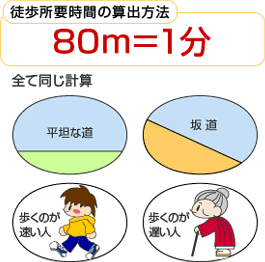 徒歩所要時間の算出方法
80m=1分
全て同じ計算
平坦な道
坂道
歩くのが
速い人
歩くのが
遅い人